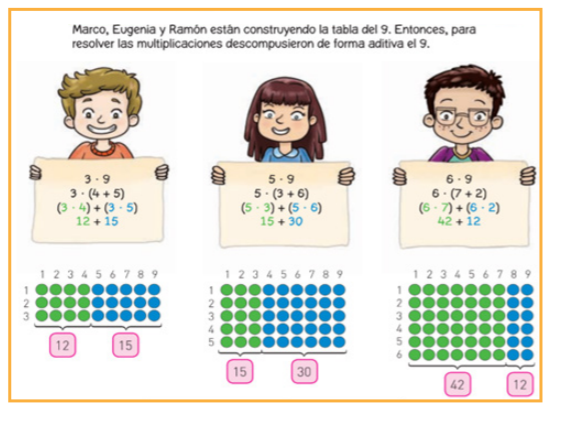 Marco, Eugenia y Ramón están construyendo la tabla del 9. Entonces, para
resolver las multiplicaciones descompusieron de forma aditiva el 9.
3 · 9
3 · (4 + 5)
(3 · 4) + (3 · 5)
12 + 15
5 · 9
5 · (3 + 6)
(5 · 3) + (5 · 6)
15 + 30
6 · 9
6 · (7 + 2)
(6 · 7) + (6 · 2)
42 + 12
1 2 3 4 5 6 7 8 9
1
2
3
12 15
1 2 3 4 5 6 7 8 9
1
2
3
4
5
15 30
1 2 3 4 5 6 7 8 9
1
2
3
4
5
6
42 12